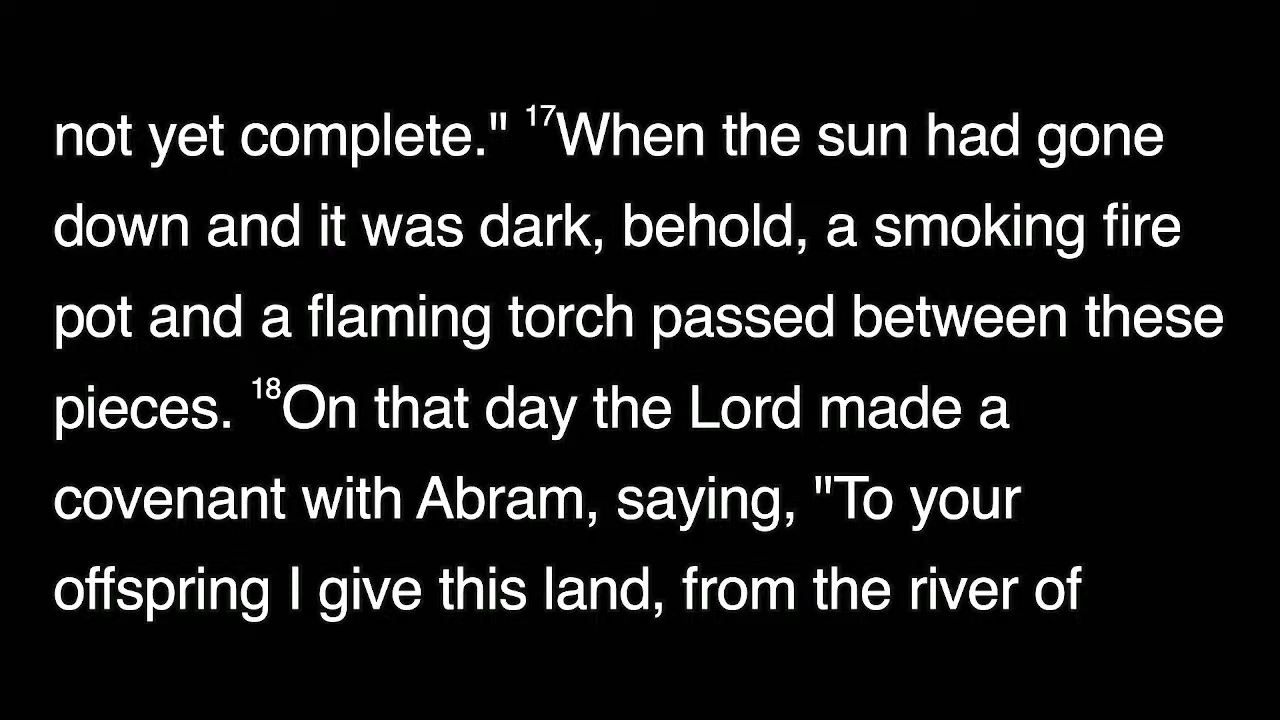 not yet complete." 17When the sun had gone
down and it was dark, behold, a smoking fire
pot and a flaming torch passed between these
pieces. 18On that day the Lord made a
covenant with Abram, saying, "To your
offspring I give this land, from the river of